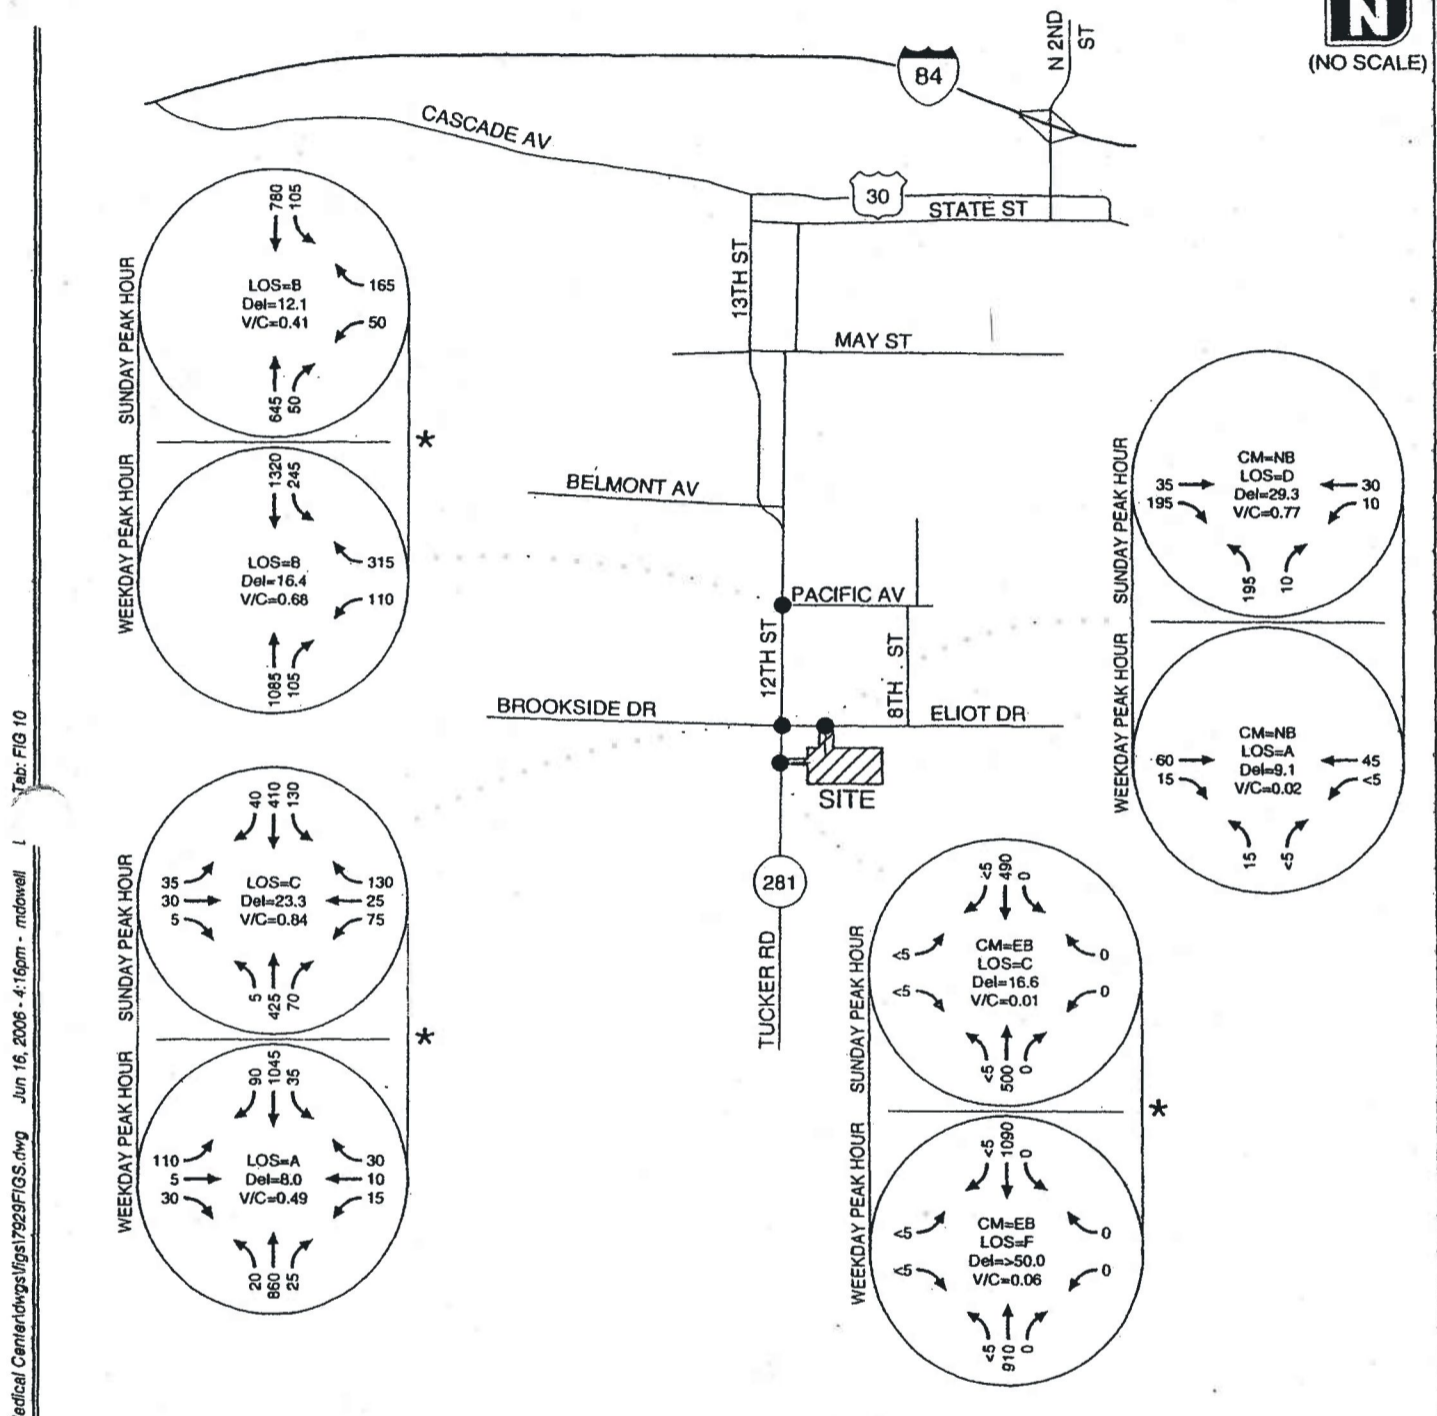 N
(NO SCALE)
N 2ND
ST
84
CASCADE AV
30
STATE ST
13TH ST
MAY ST
BELMONT AV
PACIFIC AV
12TH ST
8TH . ST
BROOKSIDE DR
ELIOT DR
SITE
281
TUCKER RD
SUNDAY PEAK HOUR
780
105
LOS=B
Del=12.1
V/C=0.41
165
50
645
50
*
WEEKDAY PEAK HOUR
1320
245
LOS=B
Del=16.4
V/C=0.68
315
110
1085
105
SUNDAY PEAK HOUR
40
410
130
35
30
5
LOS=C
Del=23.3
V/C=0.84
130
25
75
5
425
70
*
WEEKDAY PEAK HOUR
90
1045
35
110
5
30
LOS=A
Del=8.0
V/C=0.49
30
10
15
20
860
25
SUNDAY PEAK HOUR
35
195
CM=NB
LOS=D
Del=29.3
V/C=0.77
30
10
195
10
WEEKDAY PEAK HOUR
60
15
CM=NB
LOS=A
Del=9.1
V/C=0.02
45
<5
15
<5
SUNDAY PEAK HOUR
<5
490
0
<5
<5
CM=EB
LOS=C
Del=16.6
V/C=0.01
0
0
<5
500
0
*
WEEKDAY PEAK HOUR
<5
1090
0
<5
<5
CM=EB
LOS=F
Del=>50.0
V/C=0.06
0
0
<5
910
0
edical Center\dwgs\figs\7929FIGS.dwg Jun 16, 2006 - 4:16pm - mdowell Tab: FIG 10